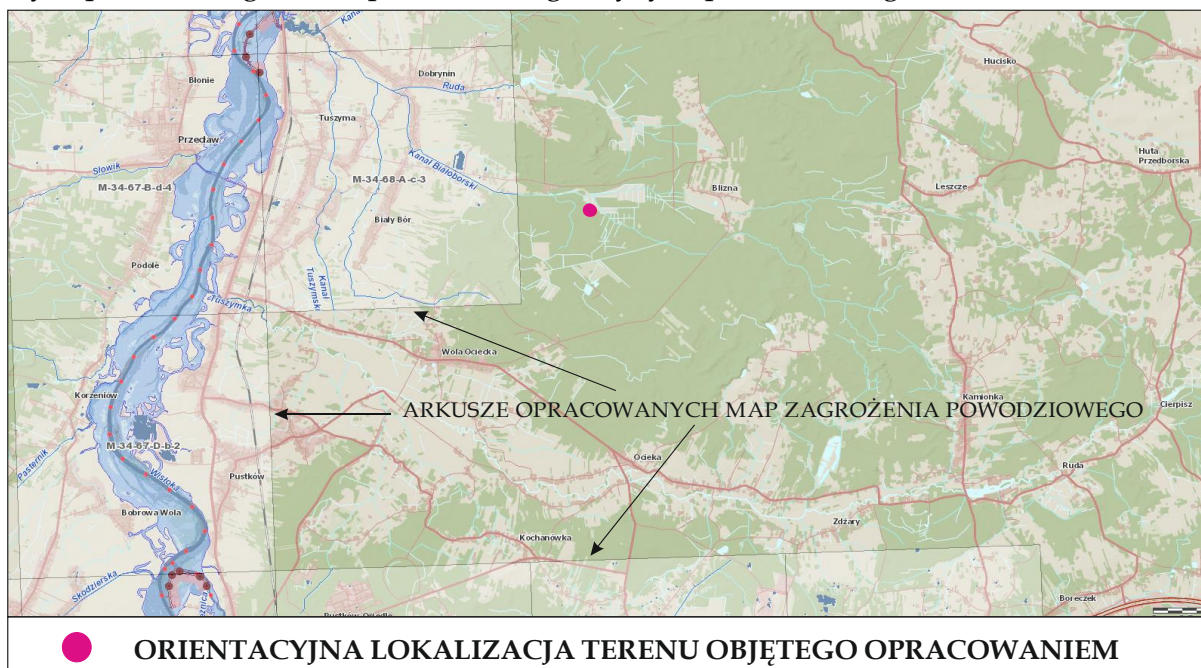 Kana
Hucisko
Dobrynin
Błonie
Ruda
Tuszyma
Przecław
Huta
Przedborska
Słowik
Kanał Białoborski
M-34-67-B-d-4
M-34-68-A-c-3
Blizna
Leszcze
Biały Bór
Podole
Kanał
Tuszymski
Tuszymka
Wola Ociecka
Korzeniów
Kamionka
Cierpisz
ARKUSZE OPRACOWANYCH MAP ZAGROŻENIA POWODZIOWEGO
M-34-67-D-b-2
Pasternik
Ocieka
Ruda
Wisłoka
Pustków
Bobrowa Wola
Zdżary
Kochanówka
Skodzierska
Boreczek
ORIENTACYJNA LOKALIZACJA TERENU OBJĘTEGO OPRACOWANIEM